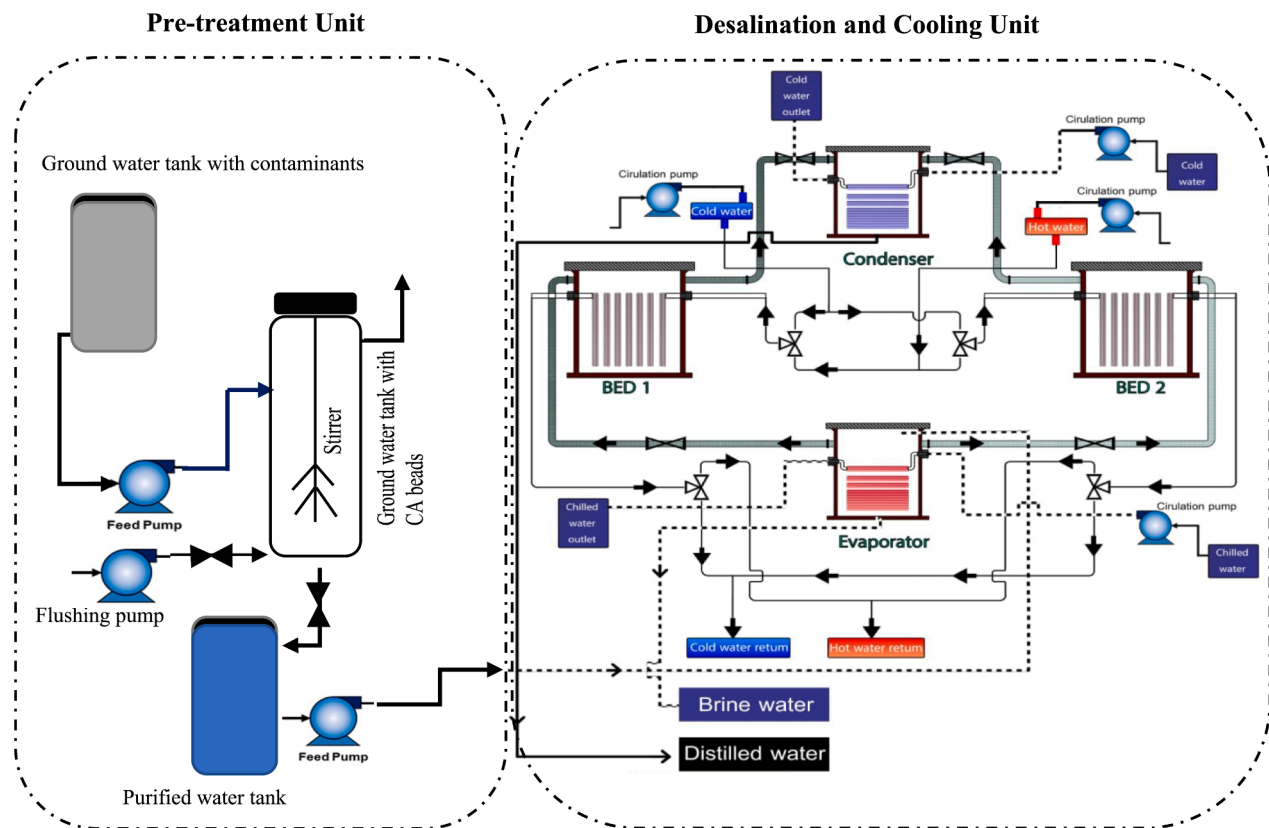 Pre-treatment Unit
Desalination and Cooling Unit
Ground water tank with contaminants
Feed Pump
Flushing pump
Stirrer
Ground water tank with
CA beads
Purified water tank
Feed Pump
Cold
water
outlet
Cirulation pump
Cold
water
Cirulation pump
Cold water
Cirulation pump
Hot water
Condenser
BED 1
BED 2
Chilled
water
outlet
Evaporator
Cirulation pump
Chilled
water
Cold water retum
Hot water retum
Brine water
Distilled water